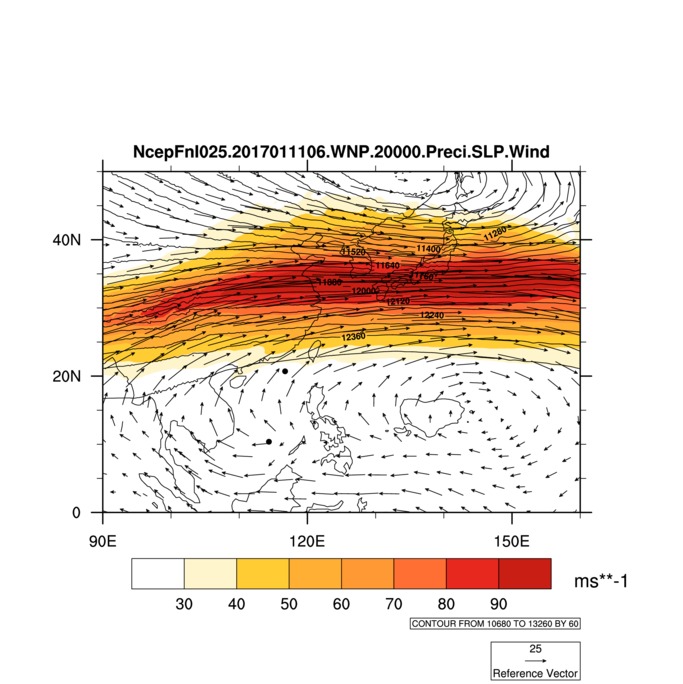 NcepFnl025.2017011106.WNP.20000.Preci.SLP.Wind
40N
20N
0
90E 120E 150E
11280
11520 11400
11640
11880 11760
12000
12120
12240
12360
30 40 50 60 70 80 90
ms**-1
CONTOUR FROM 10680 TO 13260 BY 60
25
Reference Vector